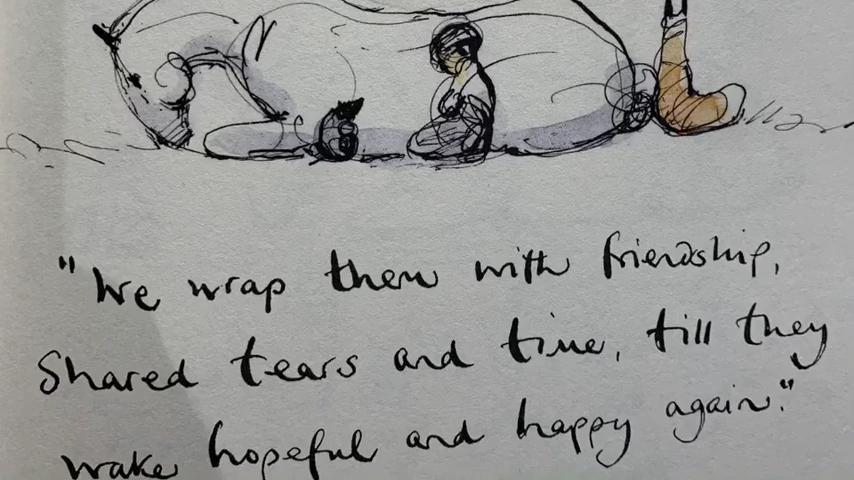 "We wrap them with friendship,
Shared tears and time, till they
wake hopeful and happy again."